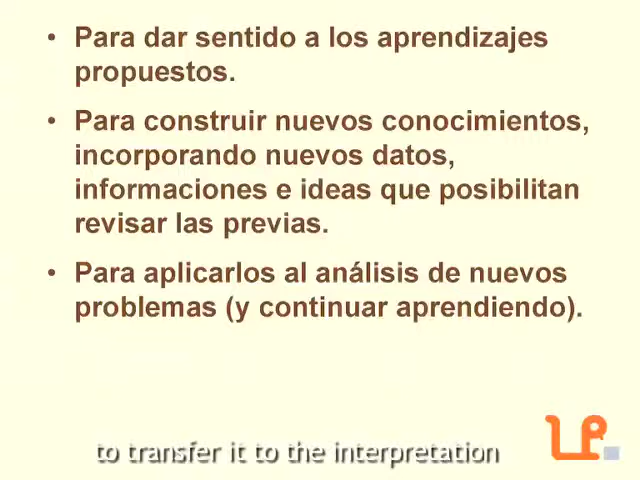 • Para dar sentido a los aprendizajes
propuestos.
• Para construir nuevos conocimientos,
incorporando nuevos datos,
informaciones e ideas que posibilitan
revisar las previas.
• Para aplicarlos al análisis de nuevos
problemas (y continuar aprendiendo).
to transfer it to the interpretation